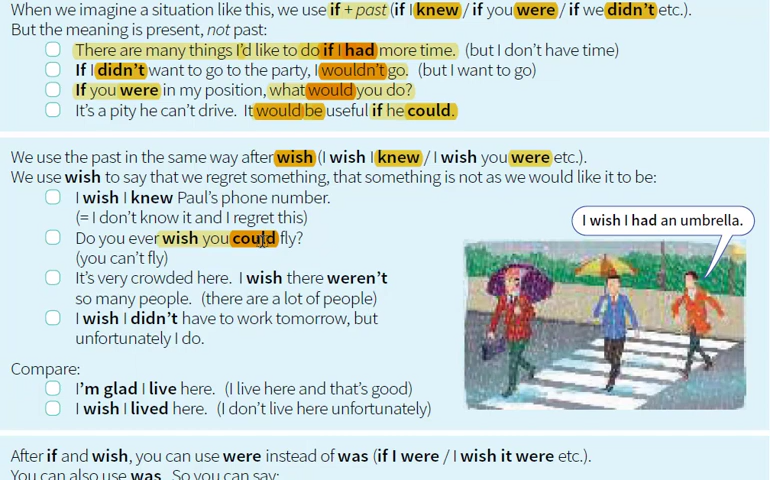 When we imagine a situation like this, we use if + past (if I knew / if you were / if we didn't etc.).
But the meaning is present, not past:
There are many things I'd like to do if I had more time. (but I don't have time)
If I didn't want to go to the party, I wouldn't go. (but I want to go)
If you were in my position, what would you do?
It's a pity he can't drive. It would be useful if he could.
We use the past in the same way after wish (I wish I knew / I wish you were etc.).
We use wish to say that we regret something, that something is not as we would like it to be:
I wish I knew Paul's phone number.
(= I don't know it and I regret this)
Do you ever wish you could fly?
(you can't fly)
It's very crowded here. I wish there weren't
so many people. (there are a lot of people)
I wish I didn't have to work tomorrow, but
unfortunately I do.
I wish I had an umbrella.
Compare:
I'm glad I live here. (I live here and that's good)
I wish I lived here. (I don't live here unfortunately)
After if and wish, you can use were instead of was (if I were / I wish it were etc.).
You can also use was. So you can say: